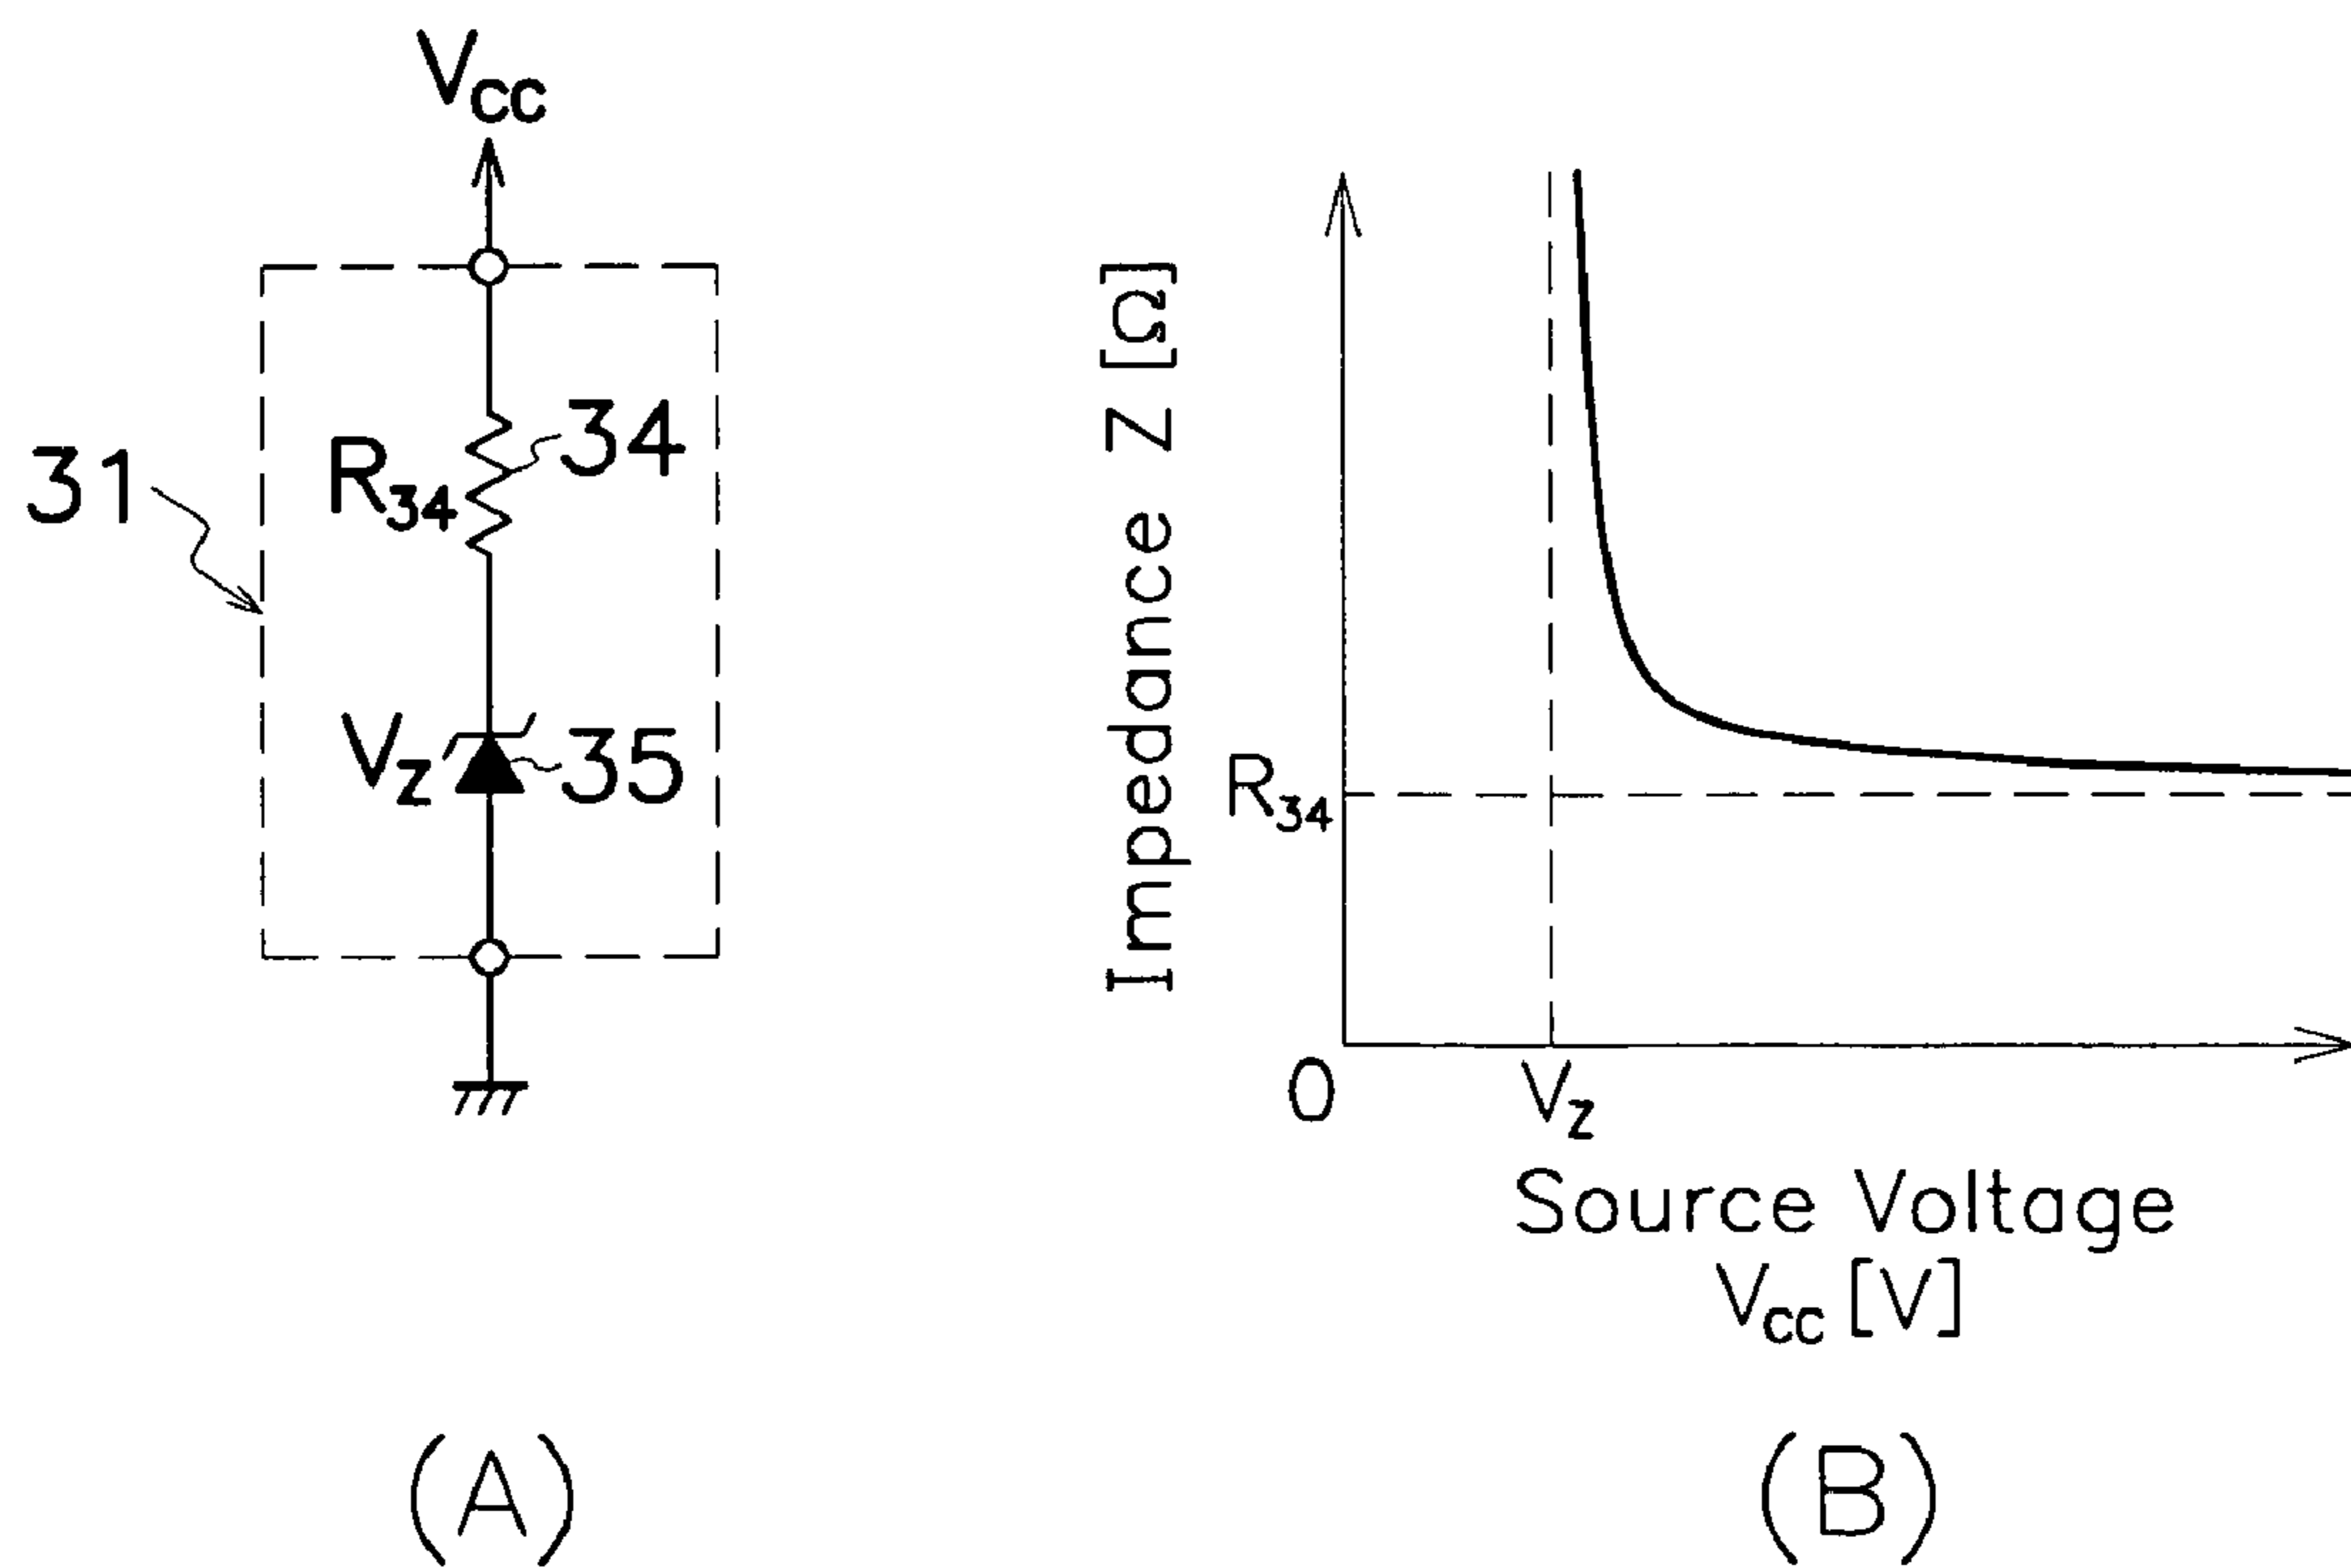 Vcc
31
R34
34
Vz
35
(A)
Impedance Z [Ω]
R34
0
Vz
Source Voltage
Vcc [V]
(B)